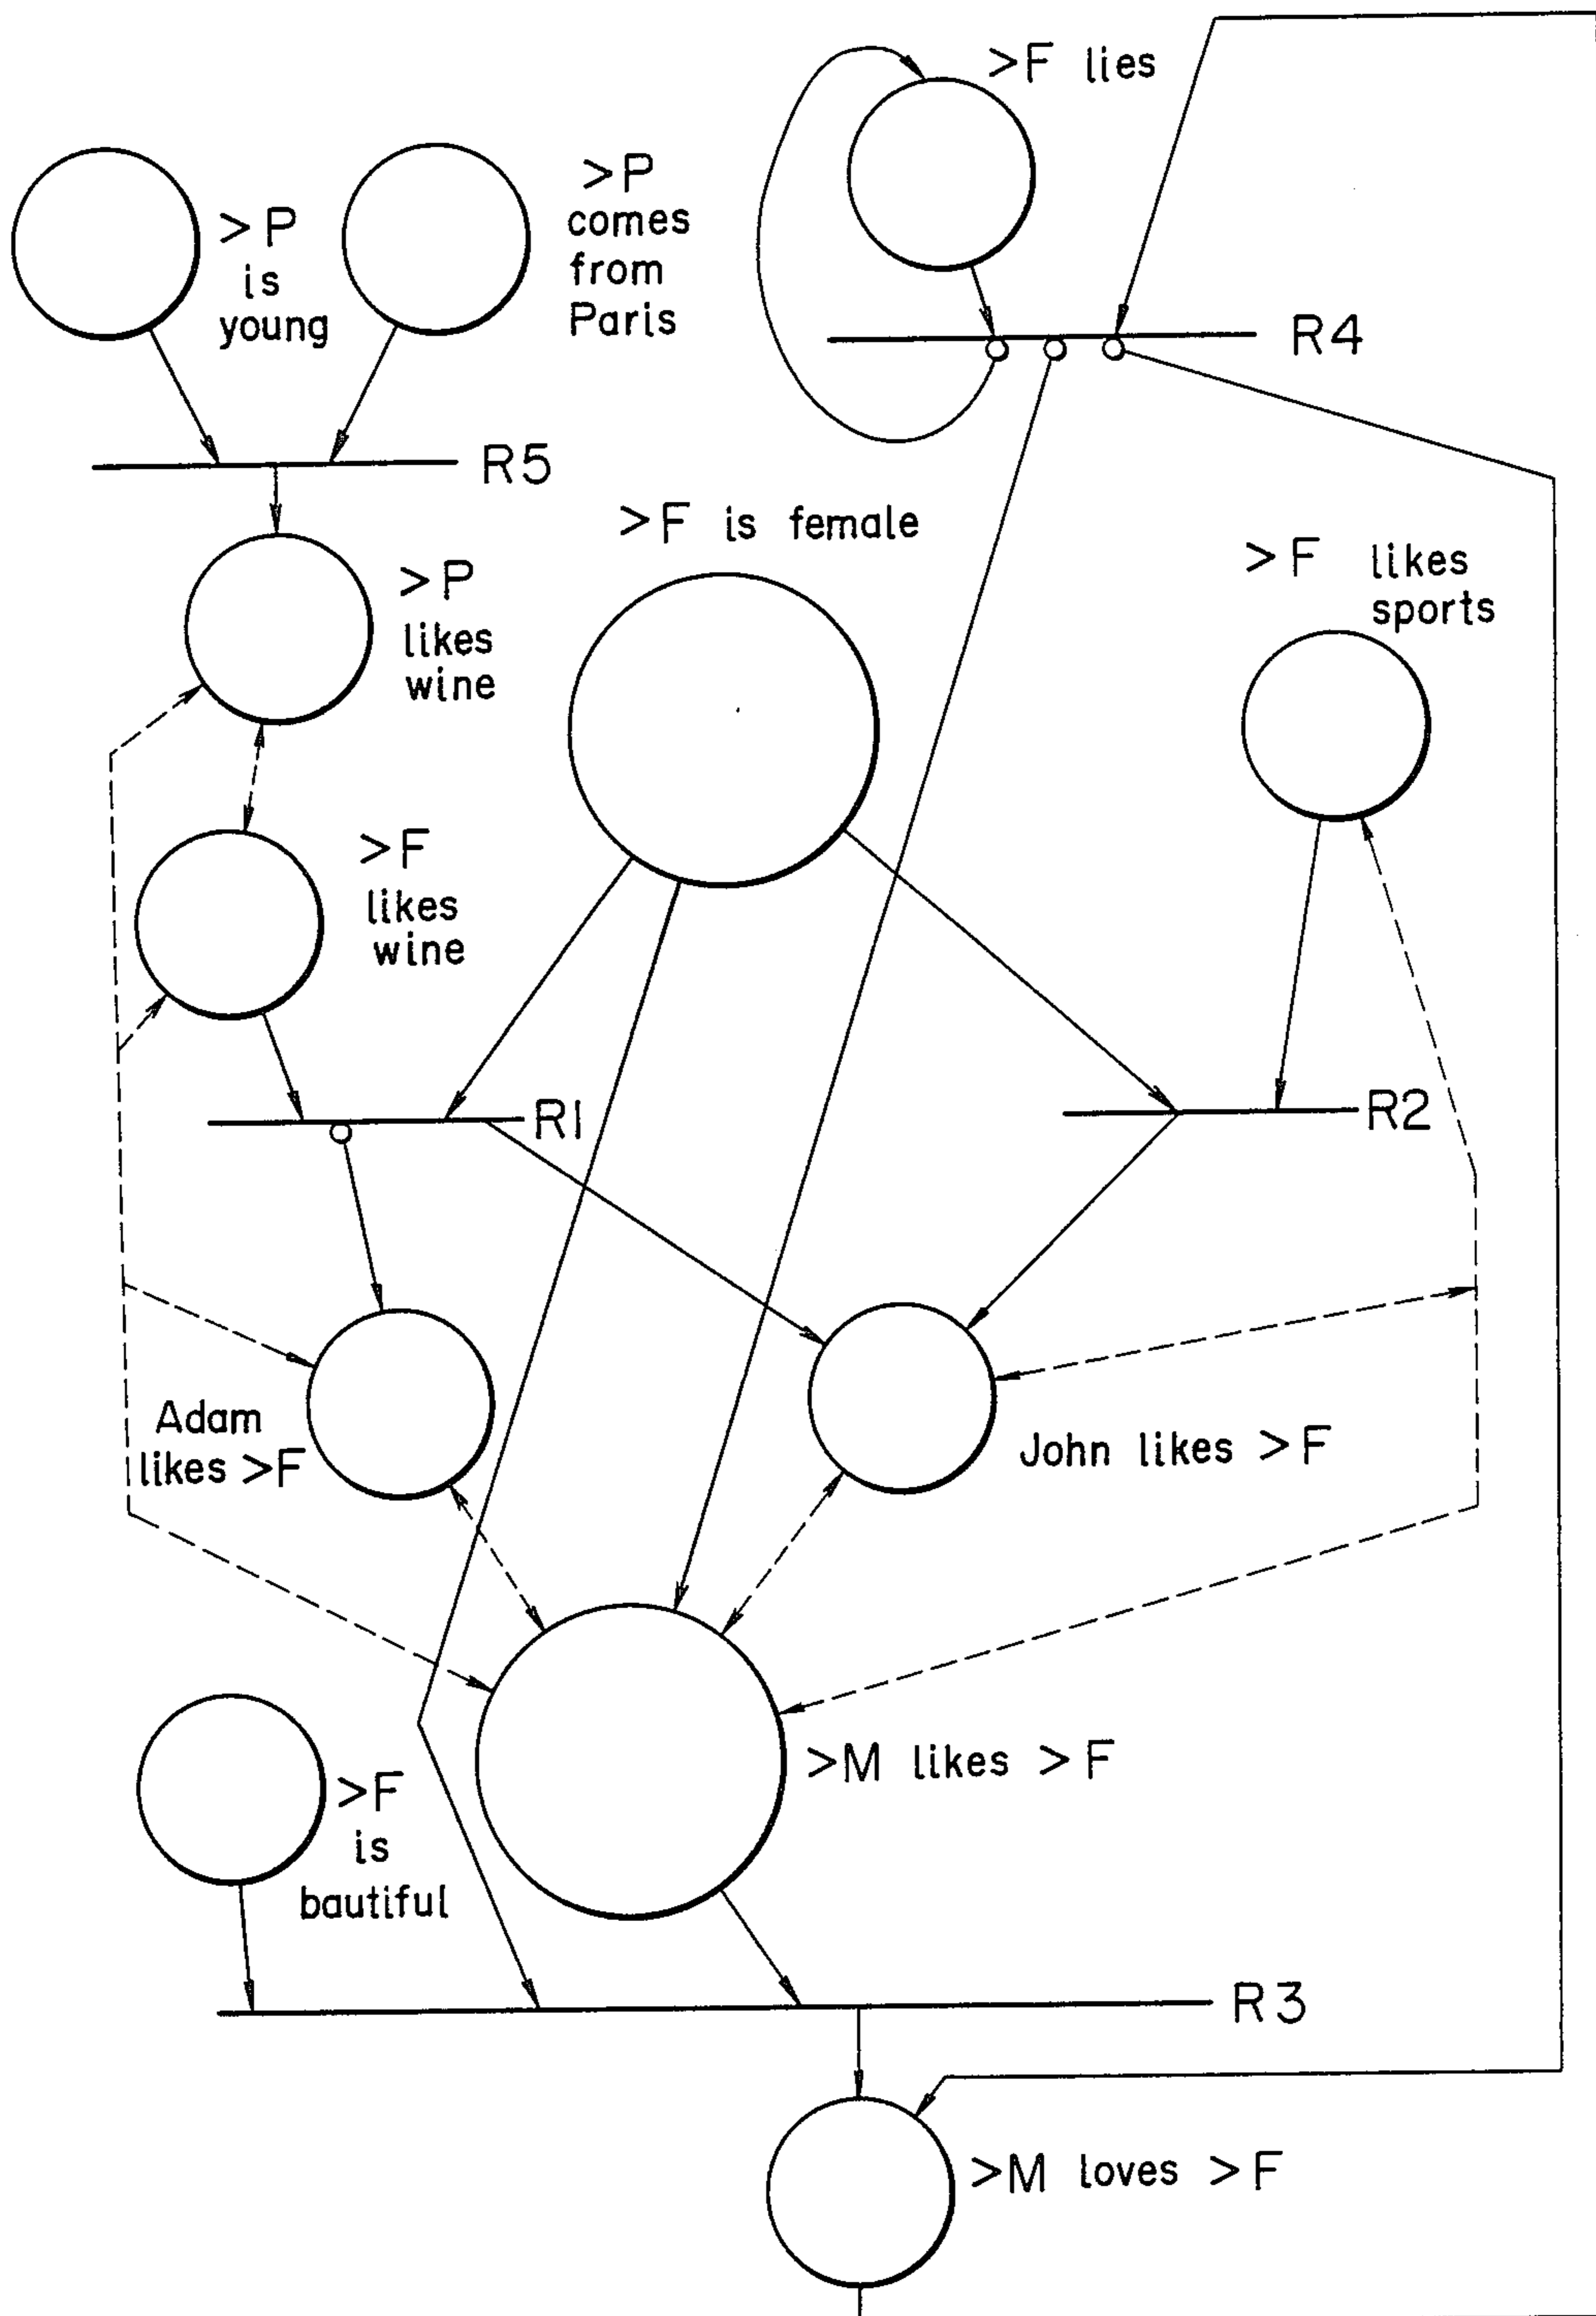 >F lies
>P
is
young
>P
comes
from
Paris
R4
R5
>F is female
>F likes
sports
>P
likes
wine
>F
likes
wine
R1
R2
Adam
likes >F
John likes >F
>M likes >F
>F
is
bautiful
R3
>M loves >F